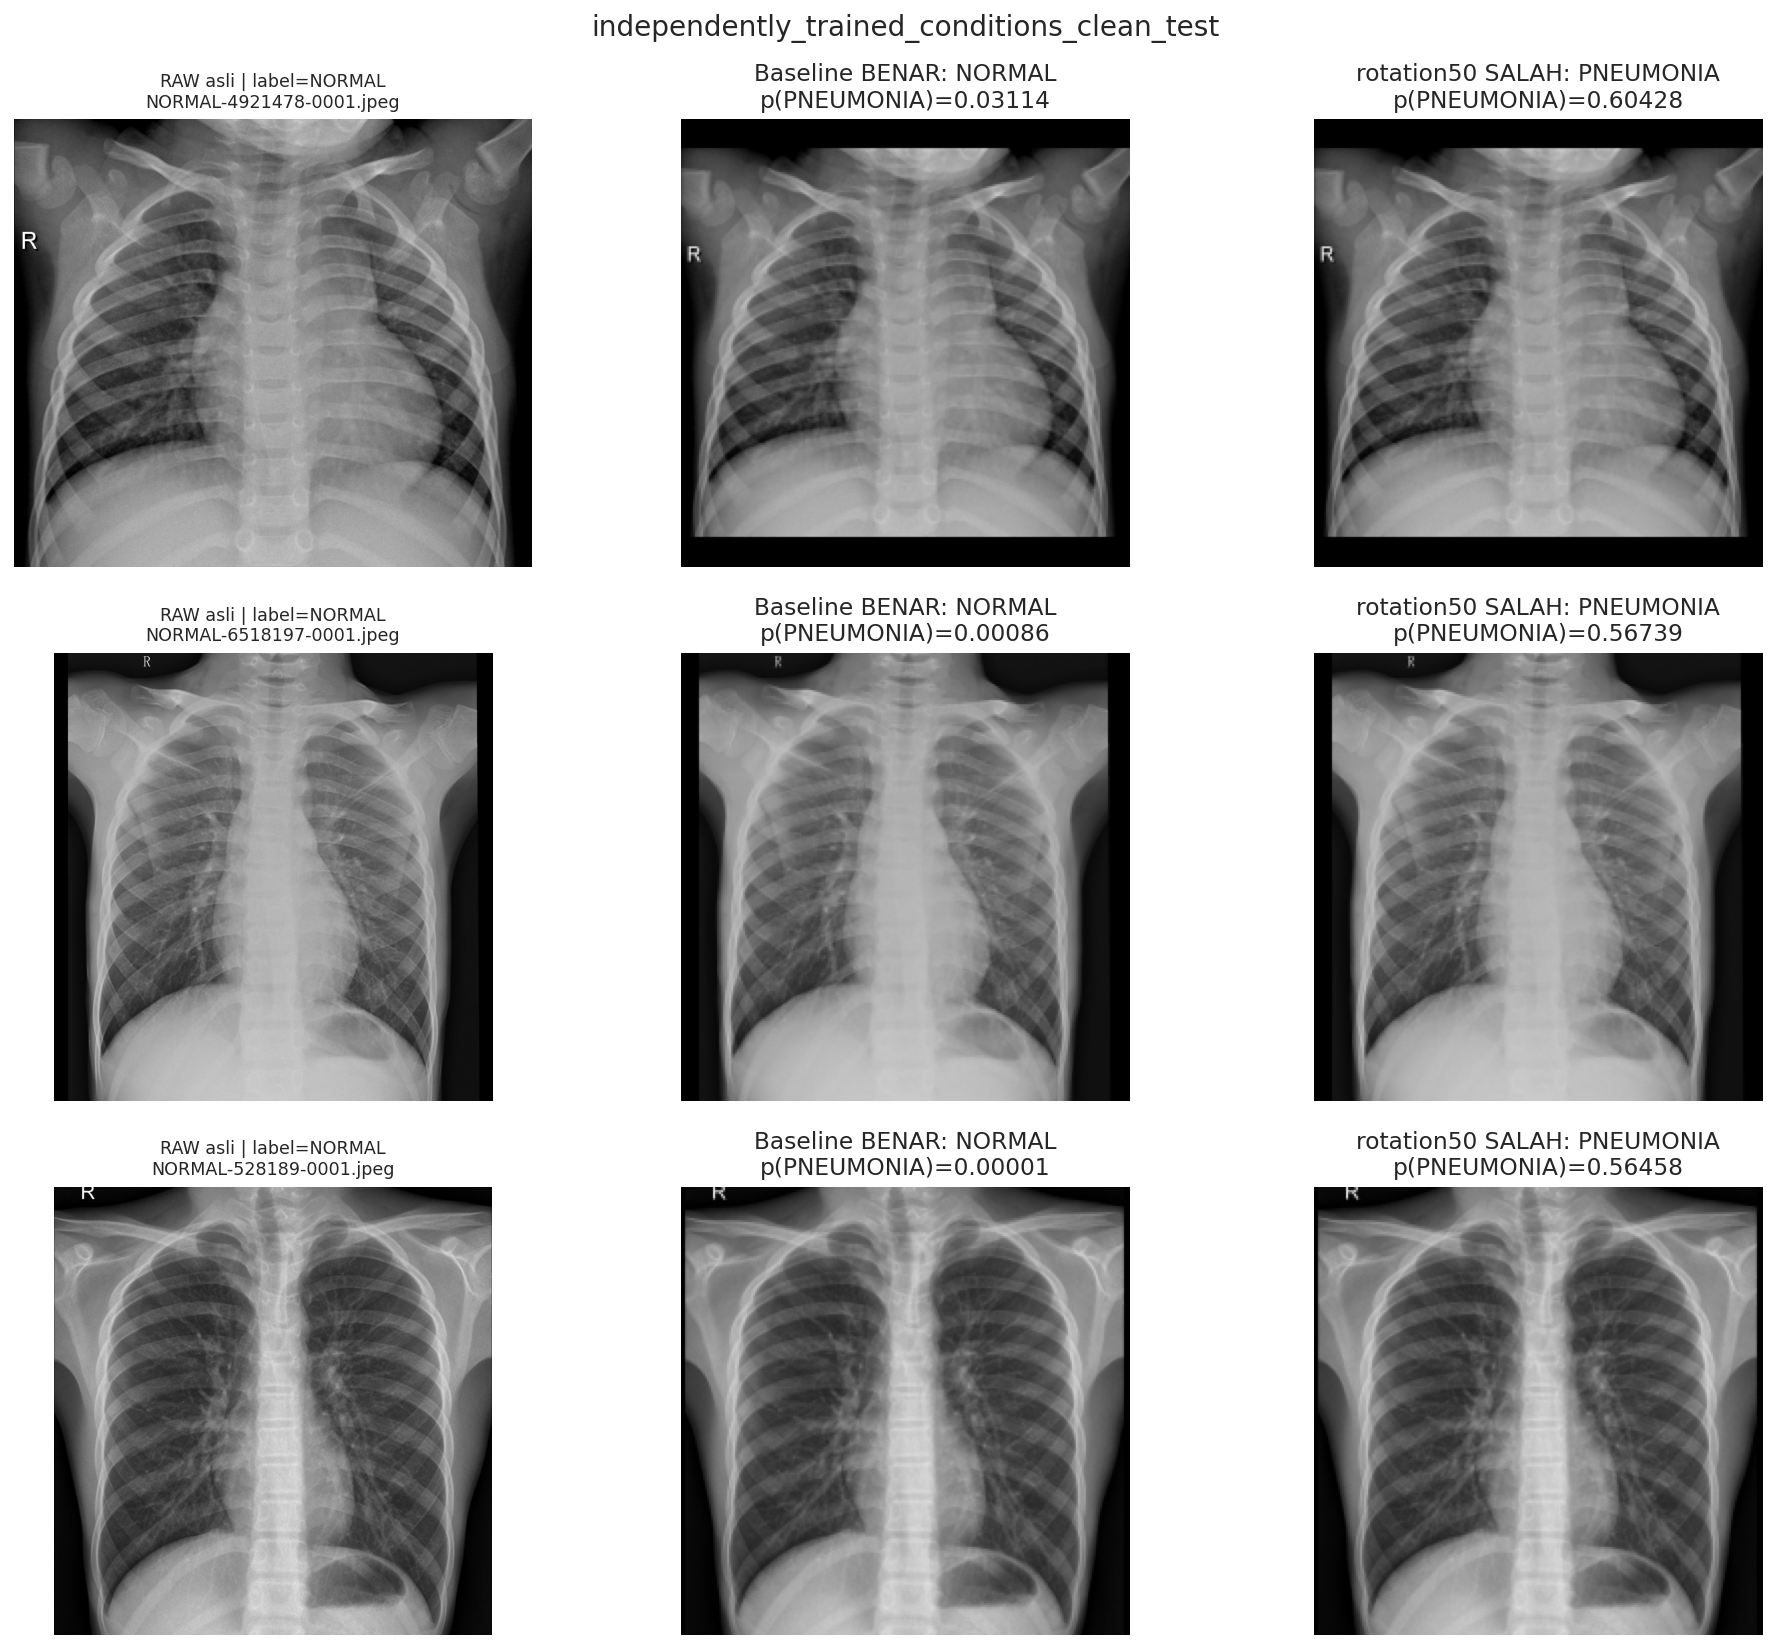 independently_trained_conditions_clean_test
RAW asli | label=NORMAL
NORMAL-4921478-0001.jpeg
Baseline BENAR: NORMAL
p(PNEUMONIA)=0.03114
rotation50 SALAH: PNEUMONIA
p(PNEUMONIA)=0.60428
R
R
R
RAW asli | label=NORMAL
NORMAL-6518197-0001.jpeg
Baseline BENAR: NORMAL
p(PNEUMONIA)=0.00086
rotation50 SALAH: PNEUMONIA
p(PNEUMONIA)=0.56739
R
R
R
RAW asli | label=NORMAL
NORMAL-528189-0001.jpeg
Baseline BENAR: NORMAL
p(PNEUMONIA)=0.00001
rotation50 SALAH: PNEUMONIA
p(PNEUMONIA)=0.56458
R
R
R